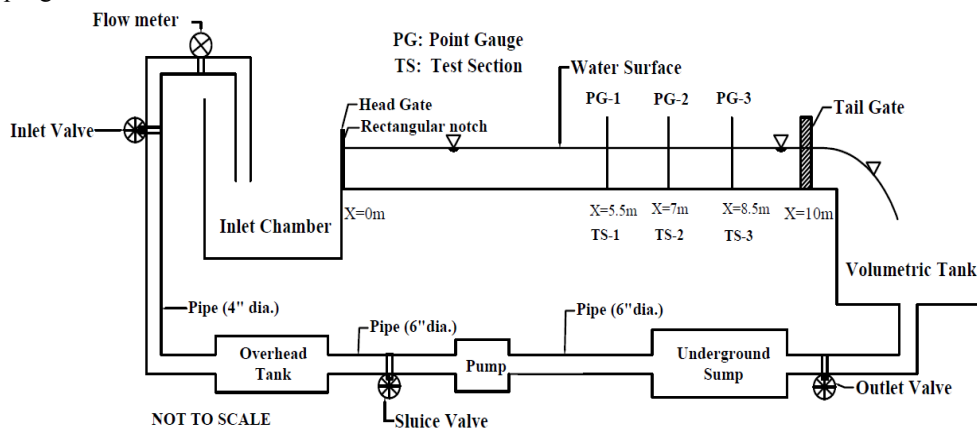 Flow meter
PG: Point Gauge
TS: Test Section
Water Surface
Head Gate
PG-1
PG-2
PG-3
Tail Gate
Inlet Valve
Rectangular notch
Inlet Chamber
X=0m
X=5.5m
X=7m
X=8.5m
X=10m
TS-1
TS-2
TS-3
Volumetric Tank
Pipe (4" dia.)
Pipe (6"dia.)
Pipe (6"dia.)
Overhead
Tank
Pump
Underground
Sump
Outlet Valve
Sluice Valve
NOT TO SCALE